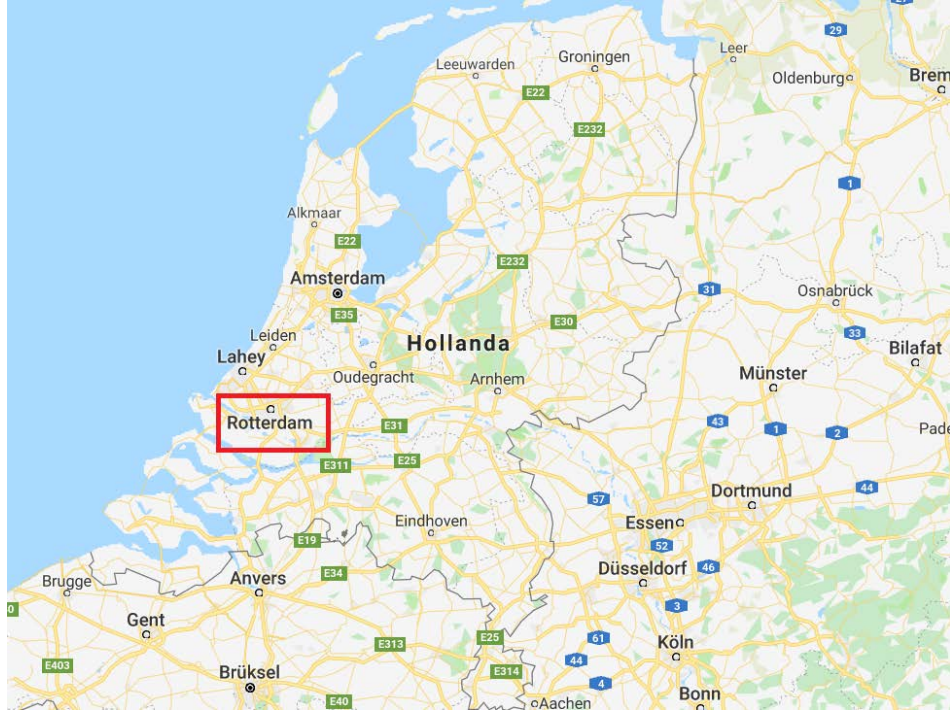 29
Leer
Groningen
Leeuwarden
Oldenburg
Brem
E22
E232
1
Alkmaar
E22
E232
Amsterdam
31
Osnabrück
E35
E30
33
Leiden
Hollanda
Bilafat
Lahey
Oudegracht
Arnhem
Münster
Rotterdam
E31
43
1
2
Pade
E311
E25
44
Dortmund
57
Eindhoven
Essen
E19
52
Brugge
Anvers
E34
Düsseldorf
46
3
Gent
E313
E25
61
Köln
E403
Brüksel
E314
44
4
E40
Aachen
Bonn